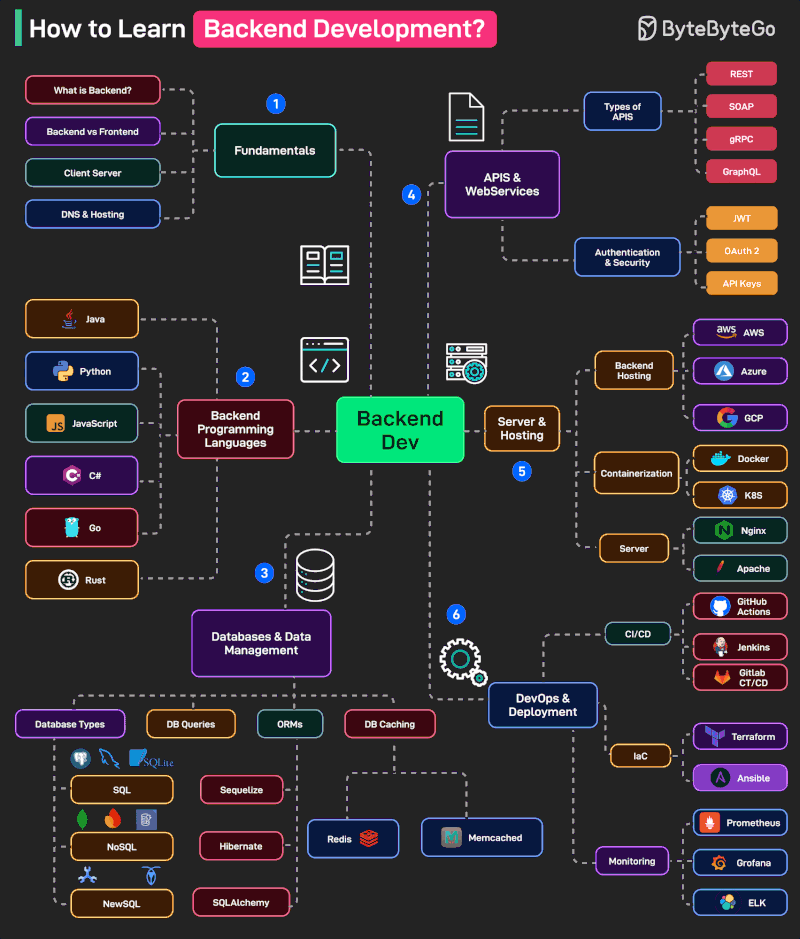 How to Learn Backend Development?
ByteByteGo
1
Fundamentals
What is Backend?
Backend vs Frontend
Client Server
DNS & Hosting
2
Backend
Programming
Languages
Java
Python
JS
JavaScript
C#
Go
Rust
Backend
Dev
3
Databases & Data
Management
Database Types
DB Queries
ORMs
DB Caching
SQLite
SQL
NoSQL
NewSQL
Sequelize
Hibernate
SQLAlchemy
Redis
Memcached
4
APIS &
WebServices
Types of
APIS
REST
SOAP
gRPC
GraphQL
Authentication
& Security
JWT
OAuth 2
API Keys
5
Server &
Hosting
Backend
Hosting
aws
AWS
Azure
GCP
Containerization
Docker
K8S
Server
Nginx
Apache
6
DevOps &
Deployment
CI/CD
GitHub
Actions
Jenkins
Gitlab
CT/CD
IaC
Terraform
Ansible
Monitoring
Prometheus
Grofana
ELK